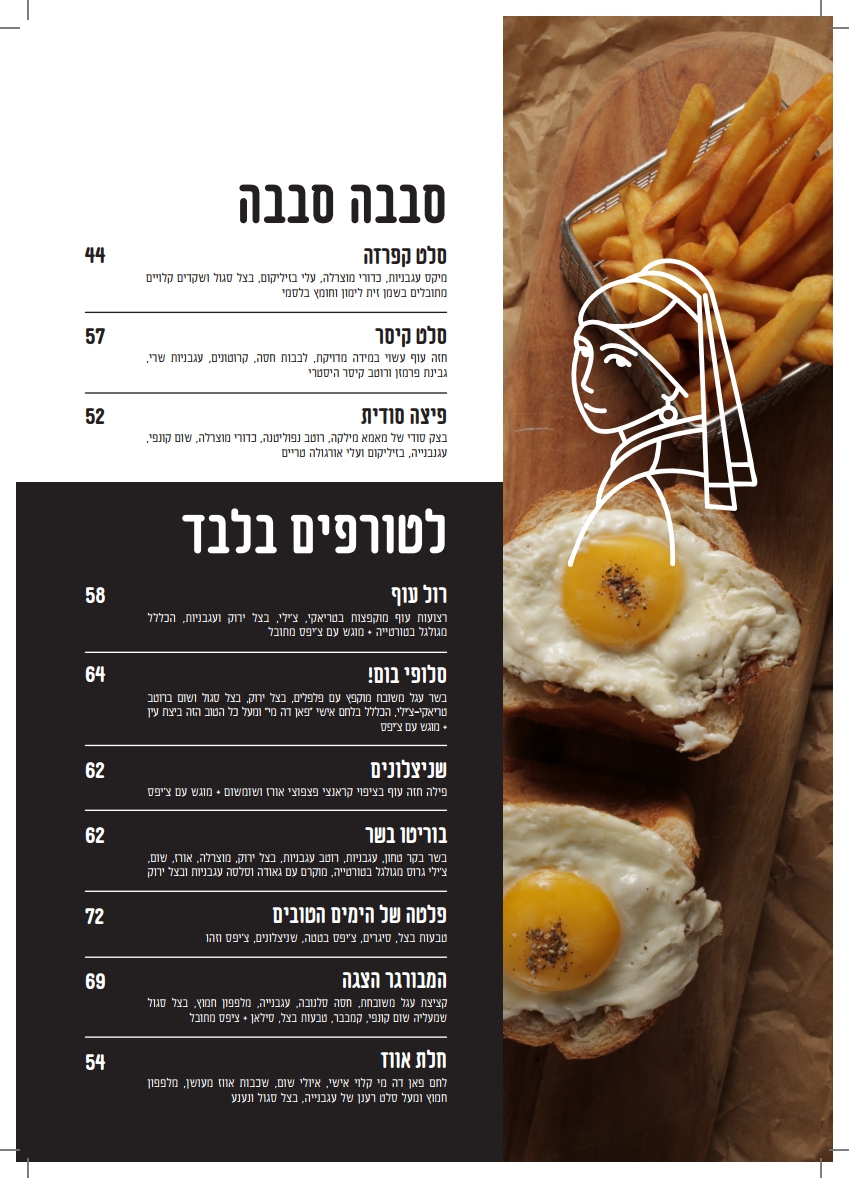 סבבה סבבה
סלט קפרזה 44
מיקס עגבניות, כדורי מוצרלה, עלי בזיליקום, בצל סגול ושקדים קלויים
מתובלים בשמן זית לימון וחומץ בלסמי
סלט קיסר 57
חזה עוף עשוי במידה מדויקת, לבבות חסה, קרוטונים, עגבניות שרי,
גבינת פרמזן ורוטב קיסר היסטרי
פיצה סודית 52
בצק סודי של מאמא מילקה, רוטב נפוליטנה, כדורי מוצרלה, שום קונפי,
עגנבנייה, בזיליקום ועלי אורגולה טריים
לטורפים בלבד
רול עוף 58
רצועות עוף מוקפצות בטריאקי, צ'ילי, בצל ירוק ועגבניות, הכללל
מגולגל בטורטייה + מוגש עם צ'יפס מתובל
סלופי בום! 64
בשר עגל משובח מוקפץ עם פלפלים, בצל ירוק, בצל סגול ושום ברוטב
טריאקי-צ'ילי, הכללל בלחם אישי "פאן דה מי" ומעל כל הטוב הזה ביצת עין
+ מוגש עם צ'יפס
שניצלונים 62
פילה חזה עוף בציפוי קראנצי פצפוצי אורז ושומשום + מוגש עם צ'יפס
בוריטו בשר 62
בשר בקר טחון, עגבניות, רוטב עגבניות, בצל ירוק, מוצרלה, אורז, שום,
צ'ילי גרוס מגולגל בטורטייה, מוקרם עם גאודה וסלסה עגבניות ובצל ירוק
פלטה של הימים הטובים 72
טבעות בצל, סיגרים, צ'יפס בטטה, שניצלונים, צ'יפס וזהו
המבורגר הצגה 69
קציצת עגל משובחת, חסה סלנובה, עגבנייה, מלפפון חמוץ, בצל סגול
שמעליה שום קונפי, קמבבר, טבעות בצל, סילאן + ציפס מתובל
חלת אווז 54
לחם פאן דה מי קלוי אישי, איולי שום, שכבות אווז מעושן, מלפפון
חמוץ ומעל סלט רענן של עגבנייה, בצל סגול ונענע